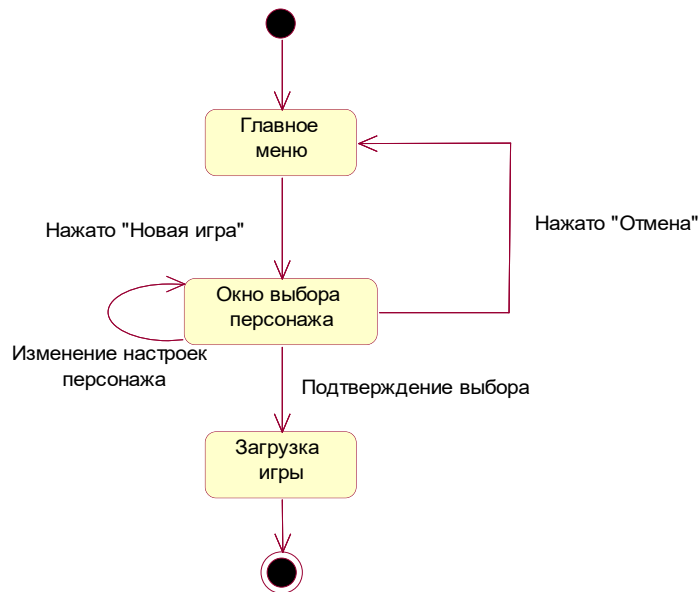 Главное
меню
Нажато "Новая игра"
Нажато "Отмена"
Окно выбора
персонажа
Изменение настроек
персонажа
Подтверждение выбора
Загрузка
игры